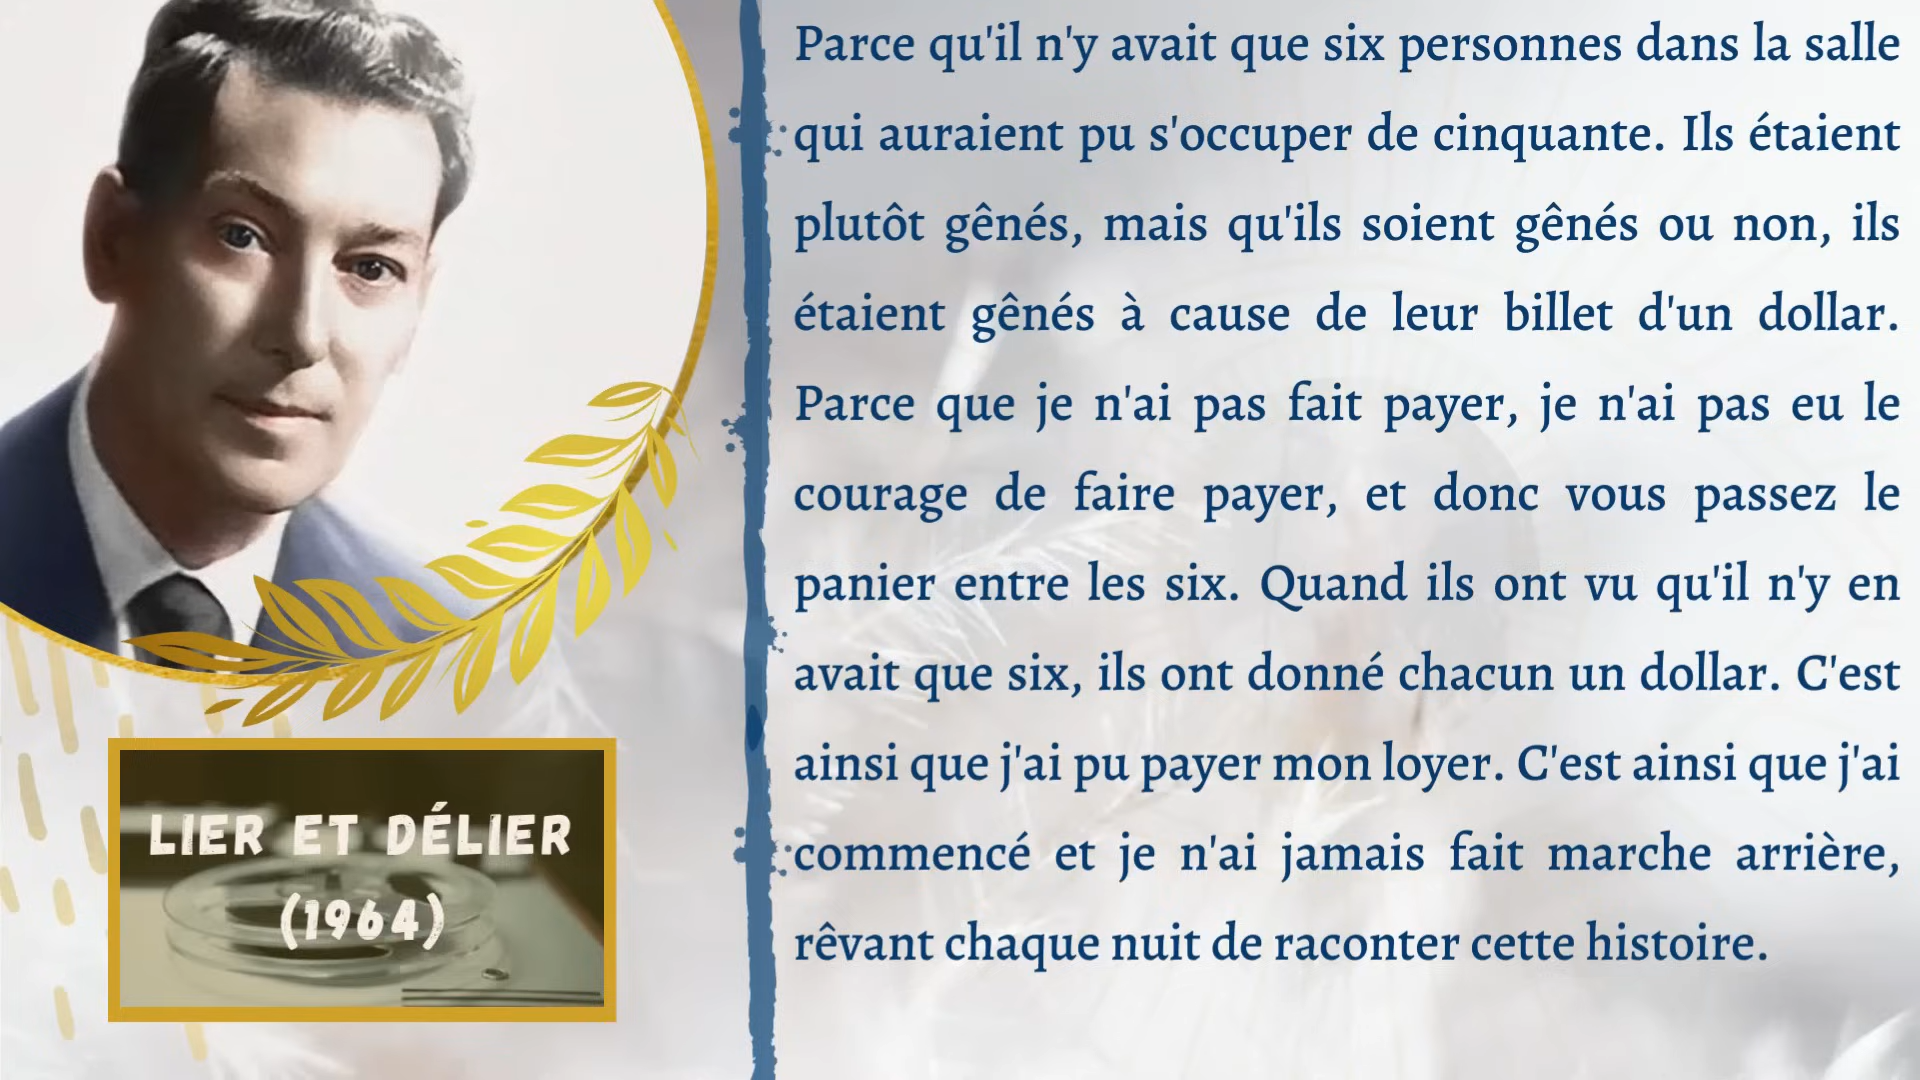 Parce qu'il n'y avait que six personnes dans la salle
qui auraient pu s'occuper de cinquante. Ils étaient
plutôt gênés, mais qu'ils soient gênés ou non, ils
étaient gênés à cause de leur billet d'un dollar.
Parce que je n'ai pas fait payer, je n'ai pas eu le
courage de faire payer, et donc vous passez le
panier entre les six. Quand ils ont vu qu'il n'y en
avait que six, ils ont donné chacun un dollar. C'est
ainsi que j'ai pu payer mon loyer. C'est ainsi que j'ai
commencé et je n'ai jamais fait marche arrière,
rêvant chaque nuit de raconter cette histoire.
LIER ET DÉLIER
(1964)